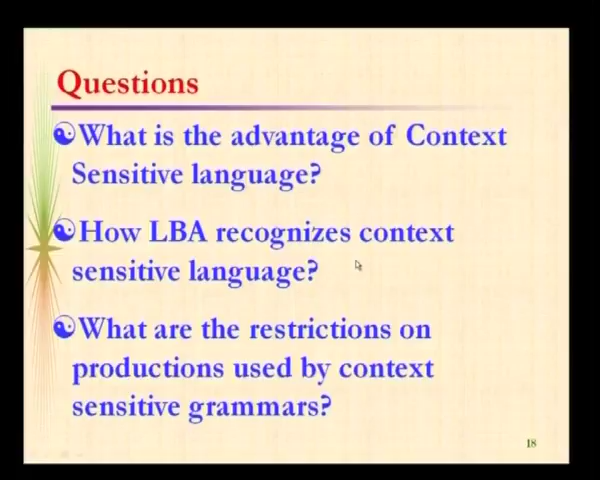 Questions
What is the advantage of Context
Sensitive language?
How LBA recognizes context
sensitive language?
What are the restrictions on
productions used by context
sensitive grammars?
18